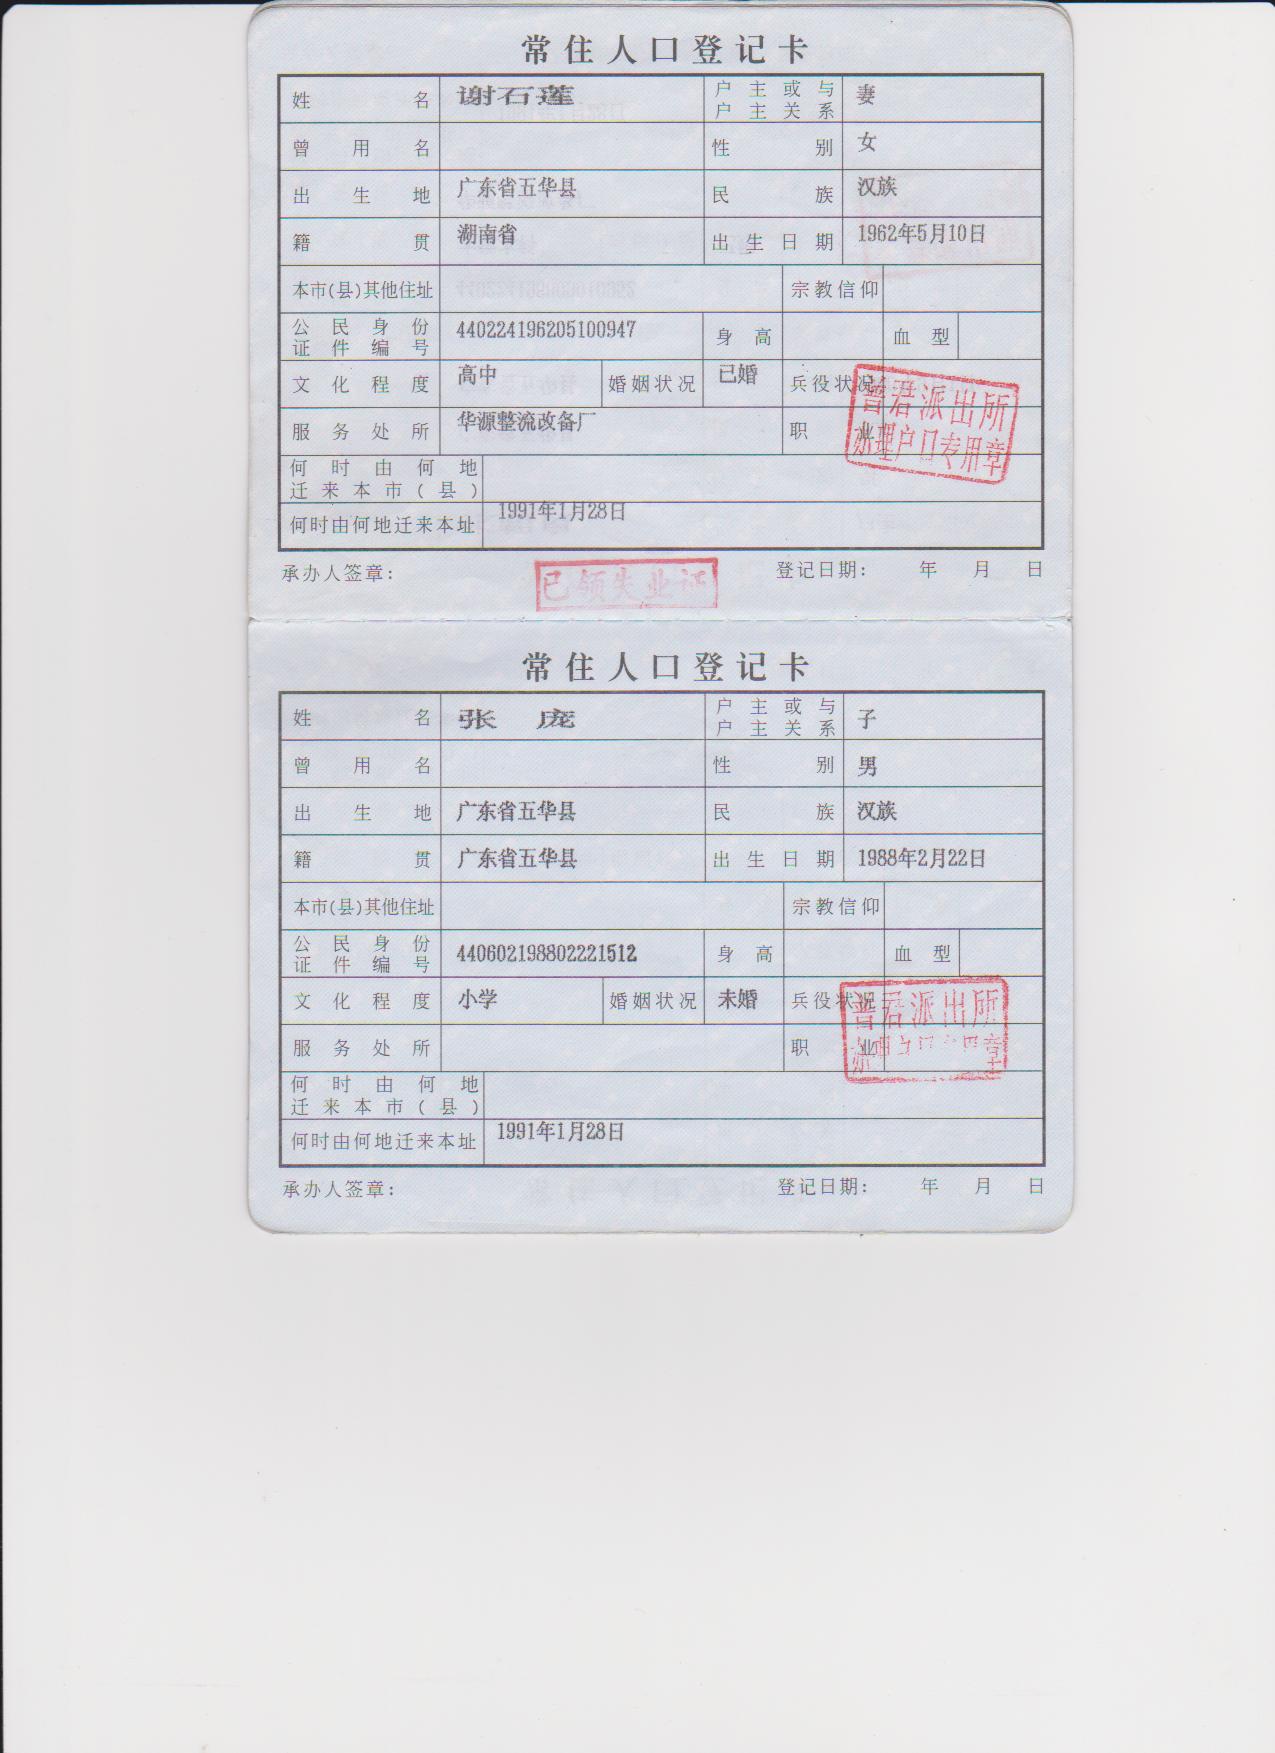 常住人口登记卡
姓名 谢石莲 户主或与户主关系 妻
曾用名 性别 女
出生地 广东省五华县 民族 汉族
籍贯 湖南省 出生日期 1962年5月10日
本市(县)其他住址 宗教信仰
公民身份证件编号 440224196205100947 身高 血型
文化程度 高中 婚姻状况 已婚 兵役状况
服务处所 华源整流改备厂 职业
普君派出所
办理户口专用章
何时由何地迁来本市(县)
何时由何地迁来本址 1991年1月28日
承办人签章: 登记日期: 年 月 日
已领失业证
常住人口登记卡
姓名 张庞 户主或与户主关系 子
曾用名 性别 男
出生地 广东省五华县 民族 汉族
籍贯 广东省五华县 出生日期 1988年2月22日
本市(县)其他住址 宗教信仰
公民身份证件编号 440602198802221512 身高 血型
文化程度 小学 婚姻状况 未婚 兵役状况
服务处所 职业
普君派出所
何时由何地迁来本市(县)
何时由何地迁来本址 1991年1月28日
承办人签章: 登记日期: 年 月 日